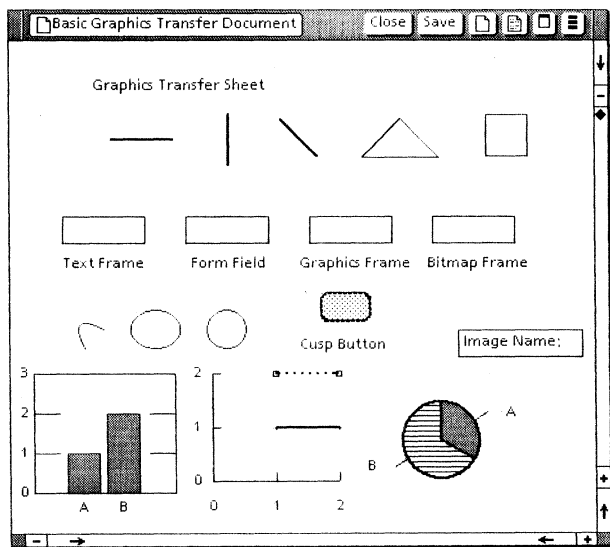 Basic Graphics Transfer Document Close Save
Graphics Transfer Sheet
Text Frame Form Field Graphics Frame Bitmap Frame
Cusp Button
Image Name:
3
2
1
0
A B
2
1
0
0 1 2
A
B